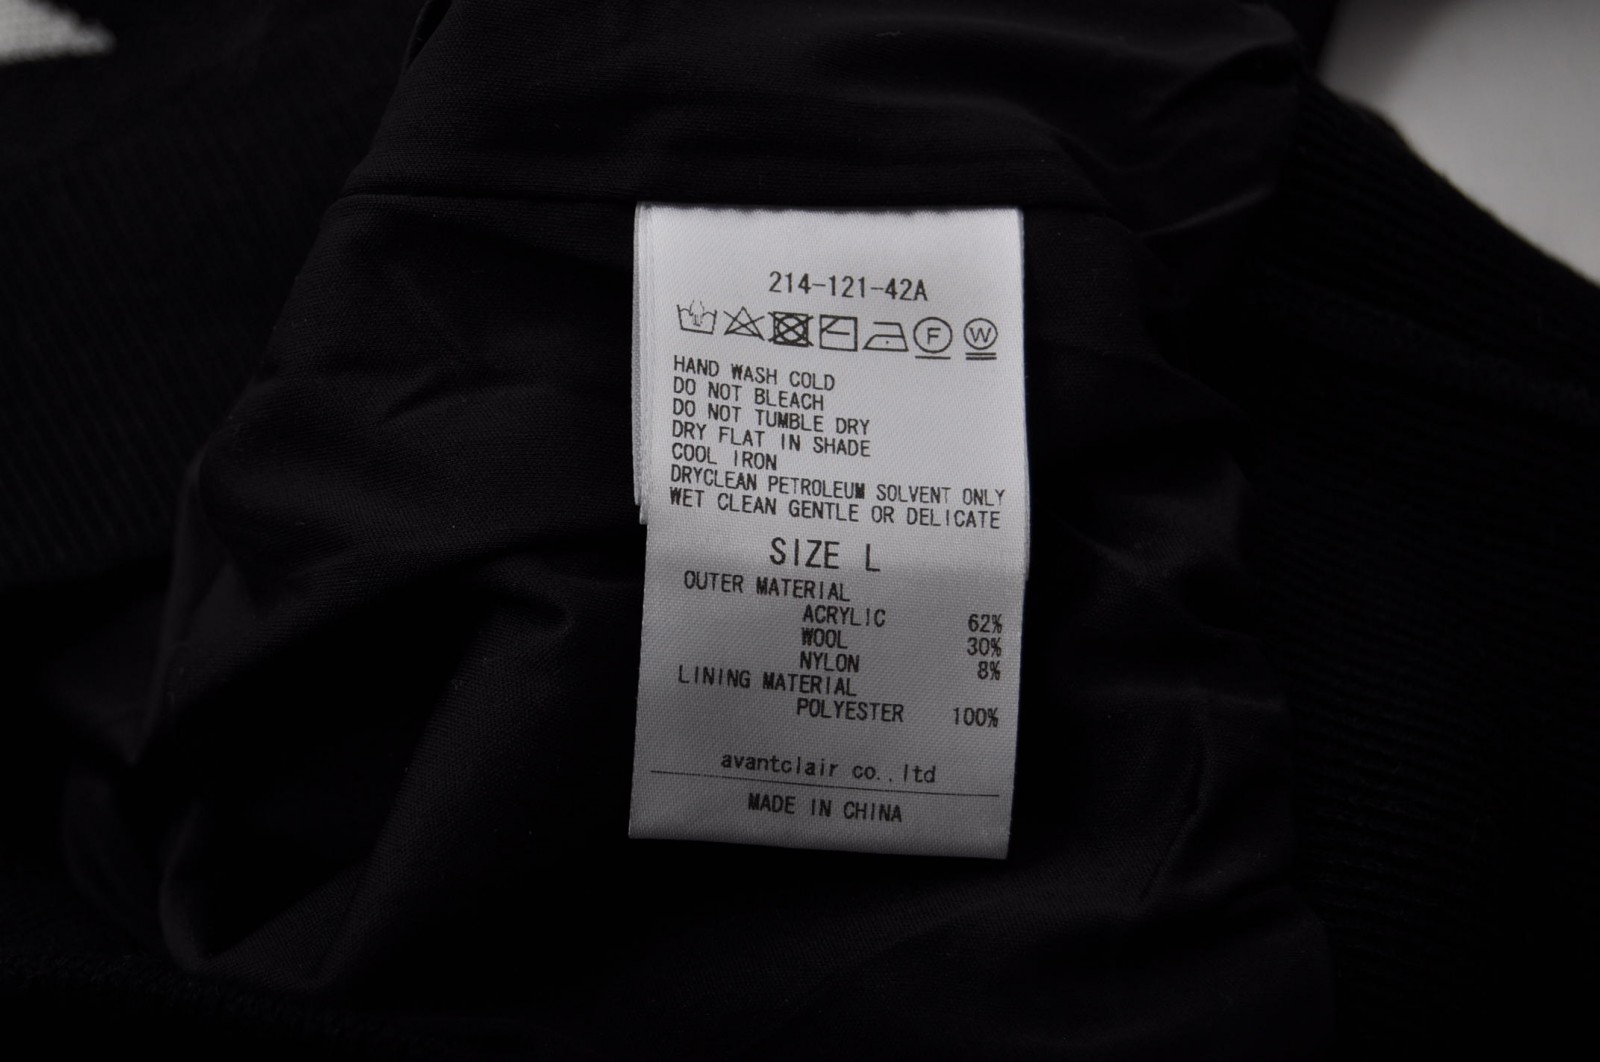 214-121-42A
F W
HAND WASH COLD
DO NOT BLEACH
DO NOT TUMBLE DRY
DRY FLAT IN SHADE
COOL IRON
DRYCLEAN PETROLEUM SOLVENT ONLY
WET CLEAN GENTLE OR DELICATE
SIZE L
OUTER MATERIAL
ACRYLIC 62%
WOOL 30%
NYLON 8%
LINING MATERIAL
POLYESTER 100%
avantclair co.,ltd
MADE IN CHINA